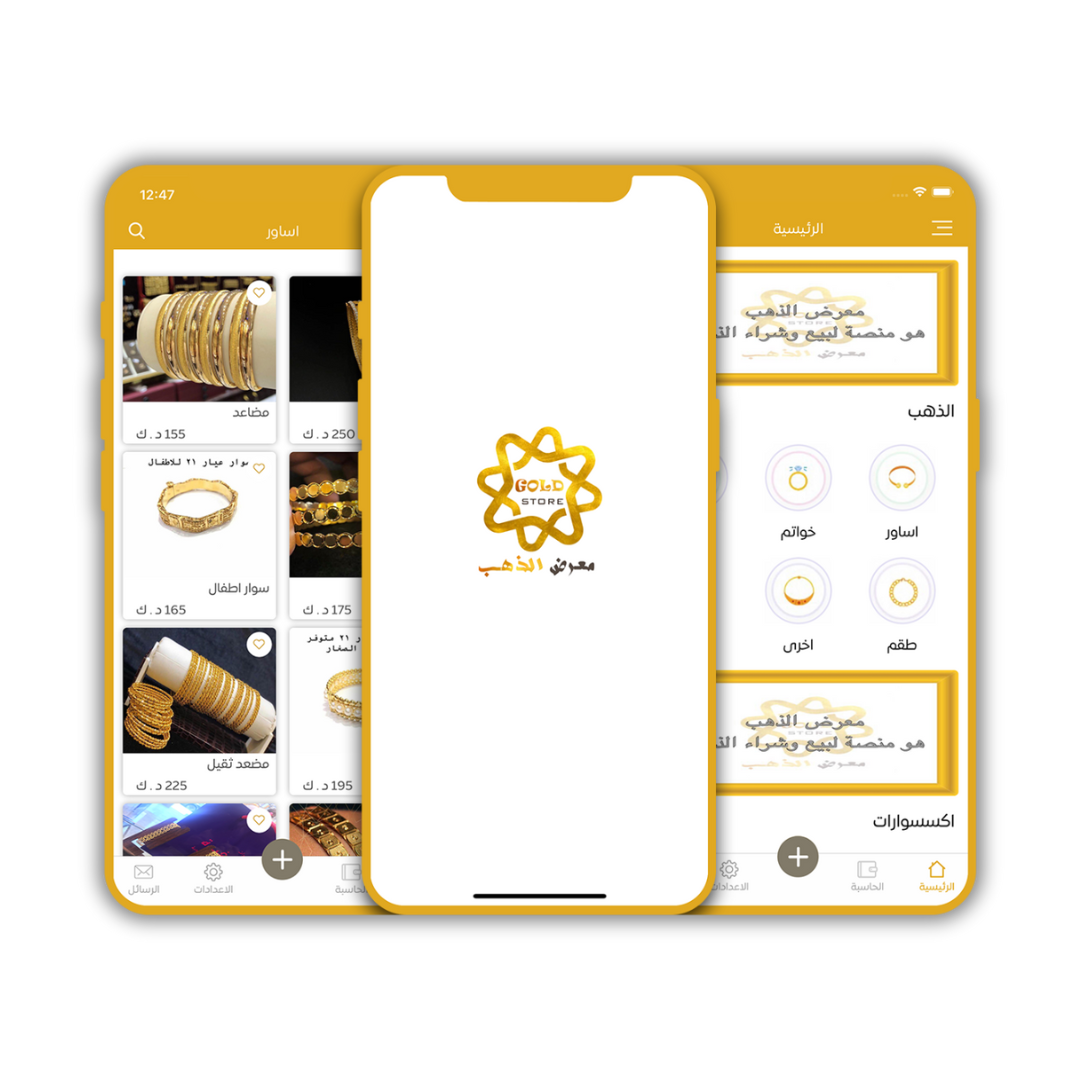 12:47
اساور
مضاعد
155 د . ك
250 د . ك
سوار عيار ٢١ للاطفال
سوار اطفال
165 د . ك
175 د . ك
مضعد ثقيل
225 د . ك
ر ٢١ متوفر
الصغار
195 د . ك
الرسائل
الاعدادات
الحاسبة
GOLD
STORE
معرض الذهب
الرئيسية
معرض الذهب
STORE
هو منصة لبيع وشراء الذ
معرض الذهب
الذهب
اساور
خواتم
طقم
اخرى
معرض الذهب
STORE
هو منصة لبيع وشراء الذ
معرض الذهب
اكسسوارات
الرئيسية
الحاسبة
الاعدادات